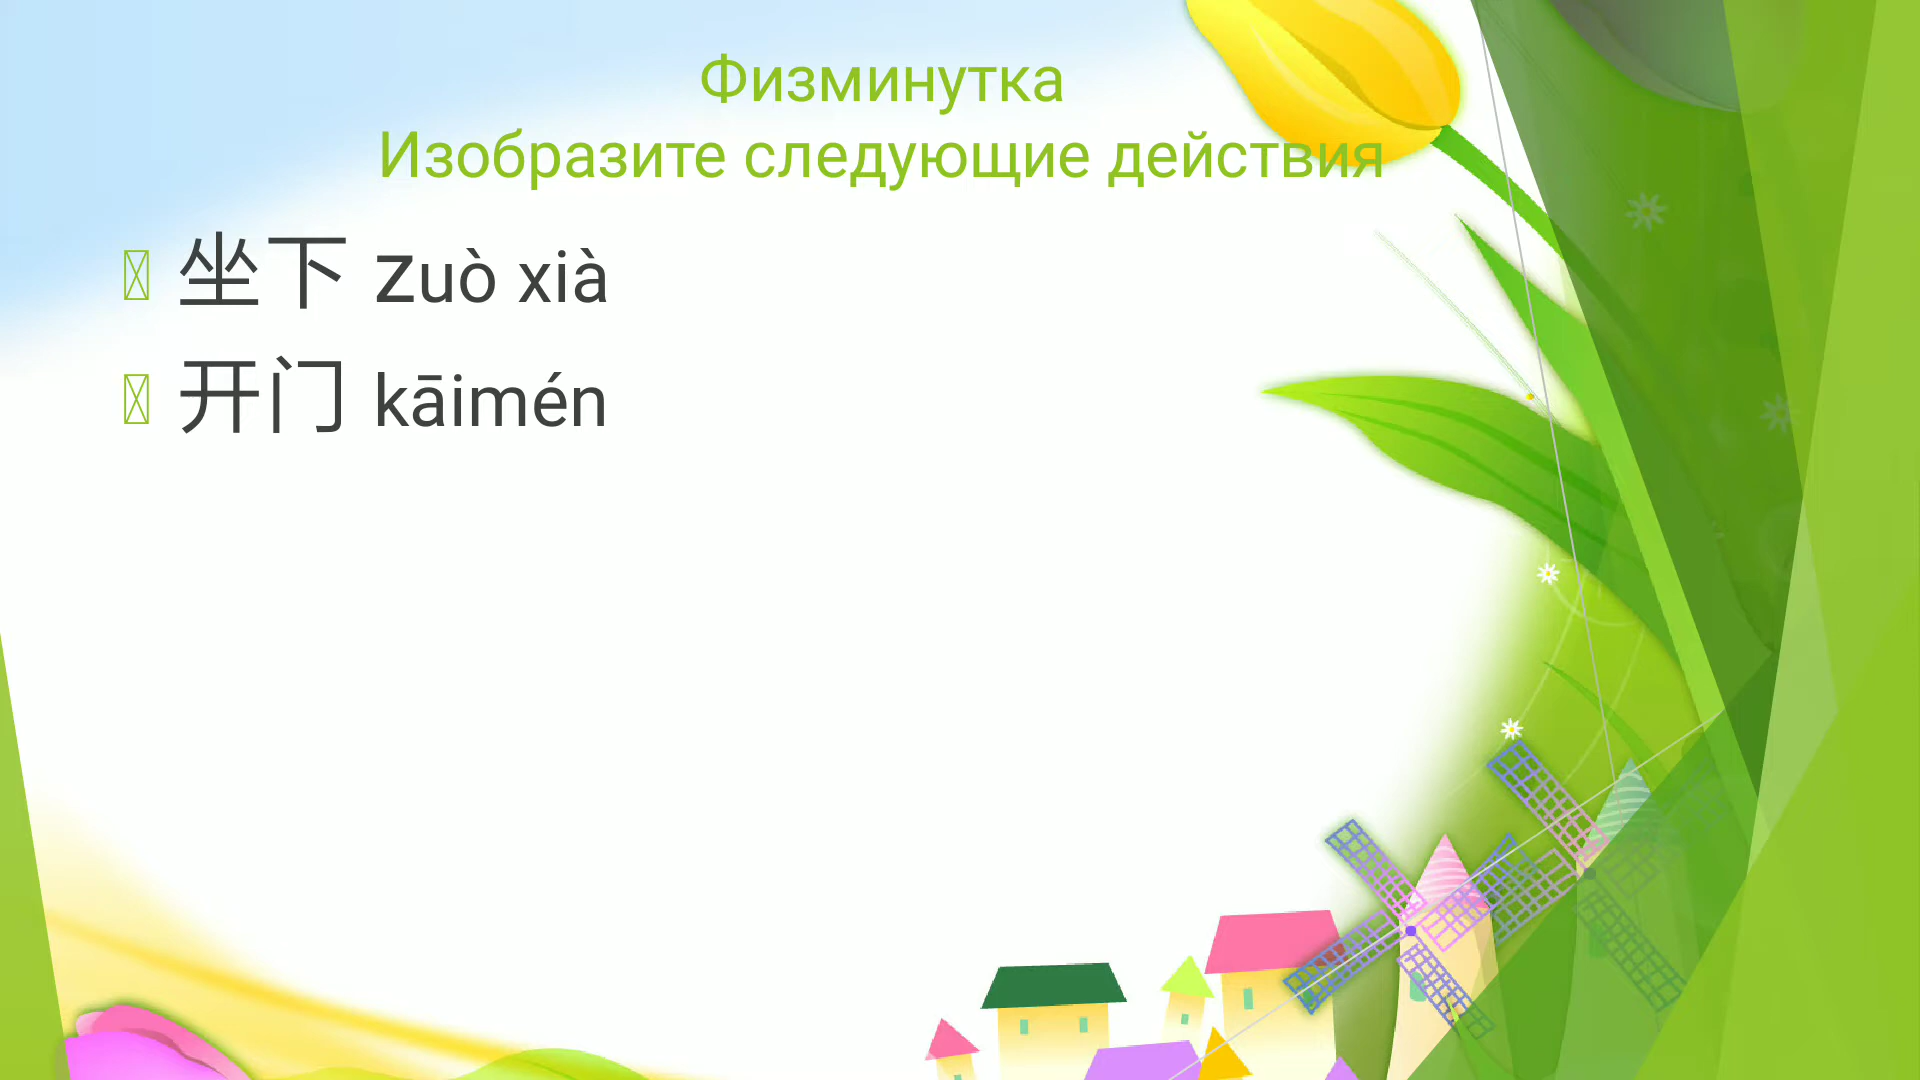 Физминутка
Изобразите следующие действия
坐下 zuò xià
开门 kāimén